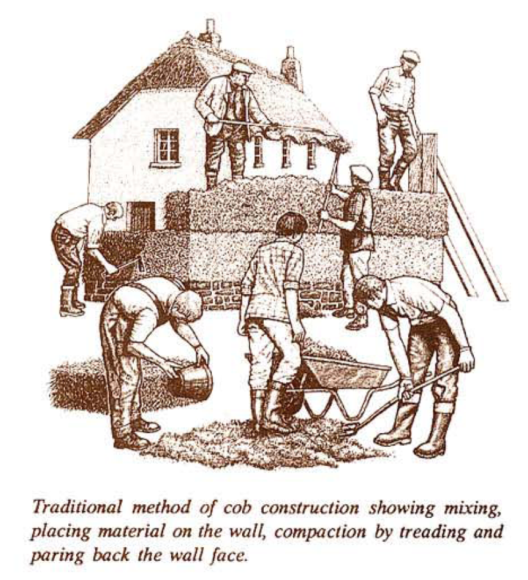 Traditional method of cob construction showing mixing,
placing material on the wall, compaction by treading and
paring back the wall face.